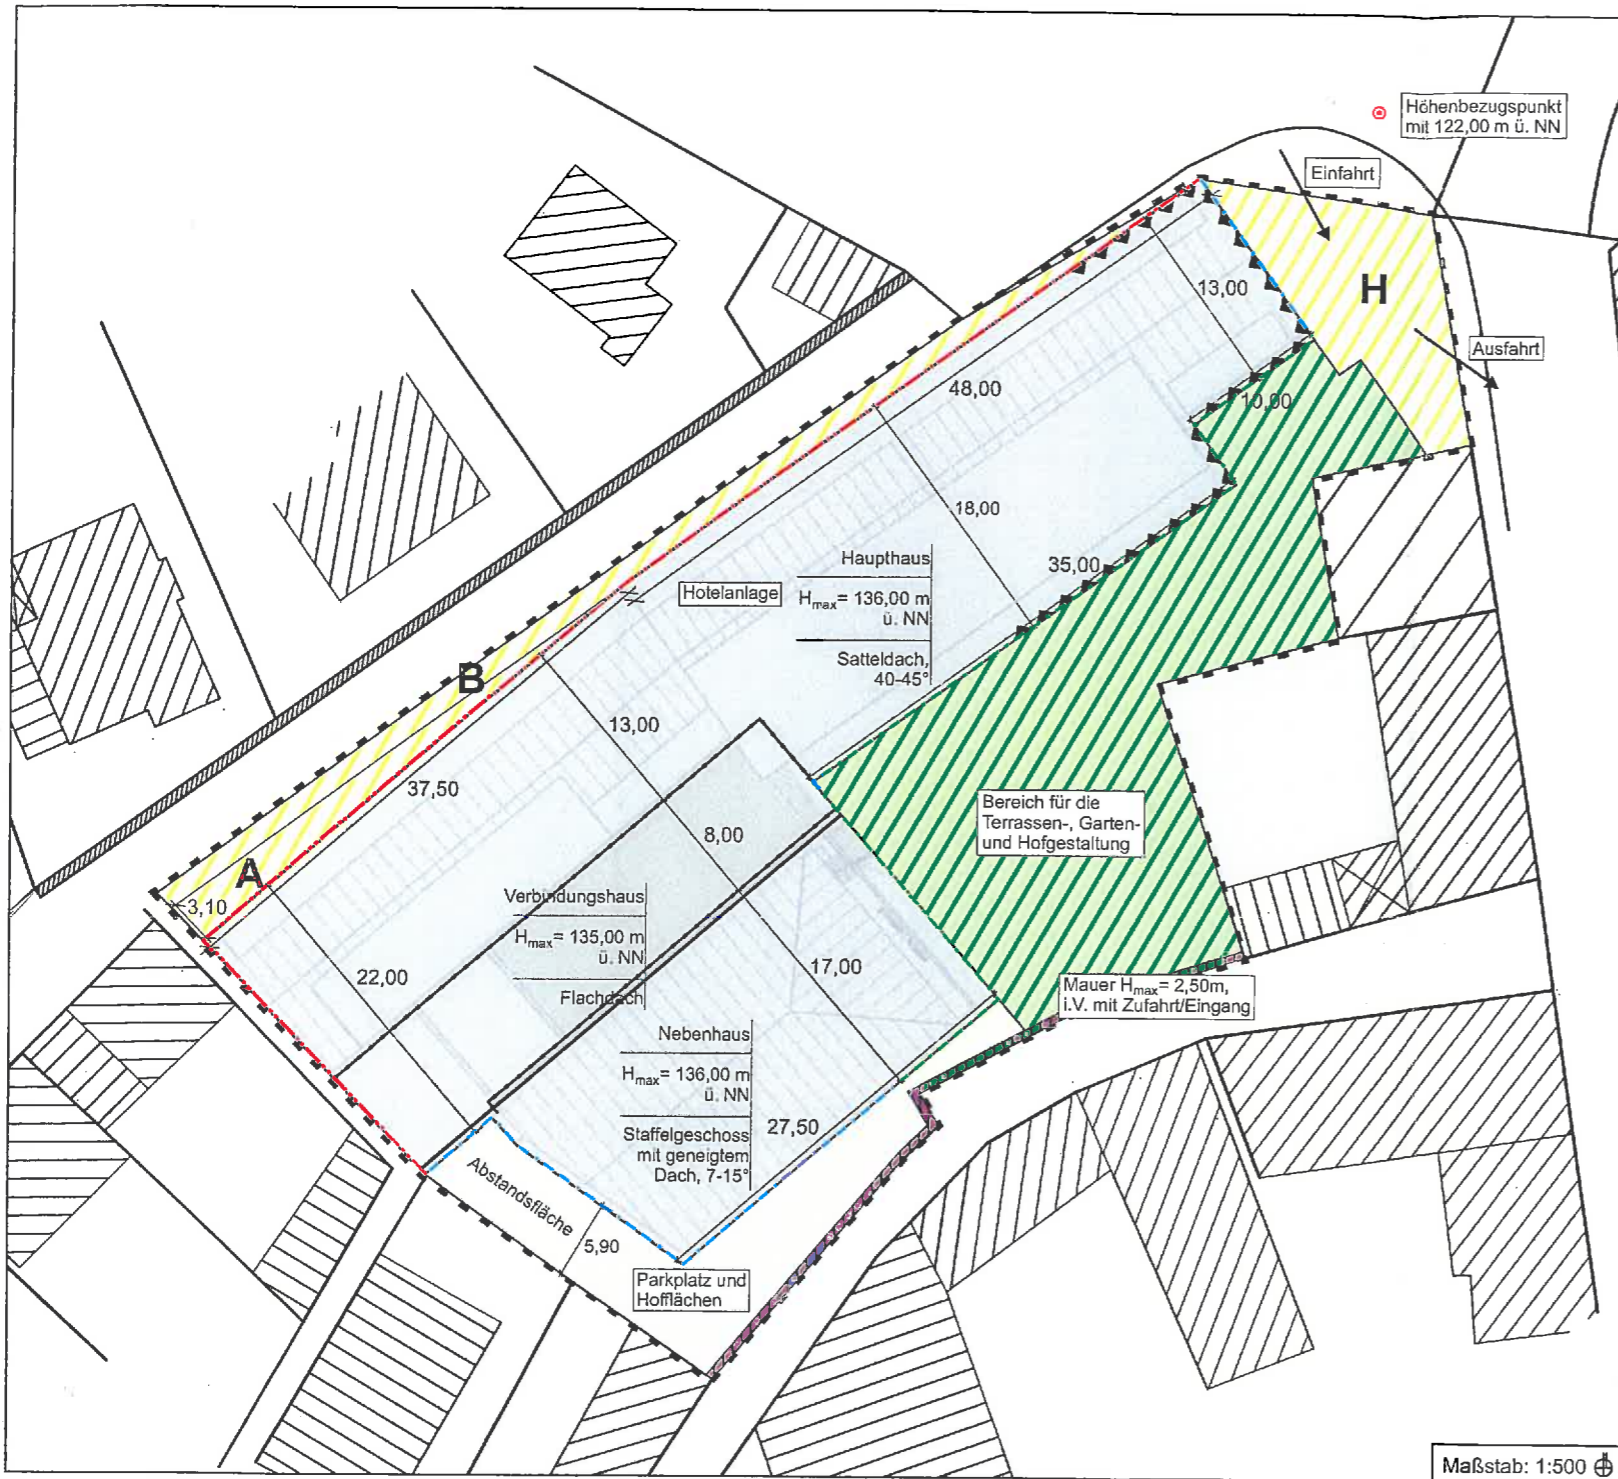 Höhenbezugspunkt
mit 122,00 m ü. NN
Einfahrt
H
13,00
Ausfahrt
48,00
10,00
18,00
35,00
Haupthaus
Hmax= 136,00 m
ü. NN
Satteldach,
40-45°
Hotelanlage
B
13,00
37,50
8,00
Bereich für die
Terrassen-, Garten-
und Hofgestaltung
A
3,10
Verbindungshaus
Hmax= 135,00 m
ü. NN
Flachdach
22,00
17,00
Mauer Hmax= 2,50m,
i.V. mit Zufahrt/Eingang
Nebenhaus
Hmax= 136,00 m
ü. NN
Staffelgeschoss
mit geneigtem
Dach, 7-15°
27,50
Abstandsfläche
5,90
Parkplatz und
Hofflächen
Maßstab: 1:500